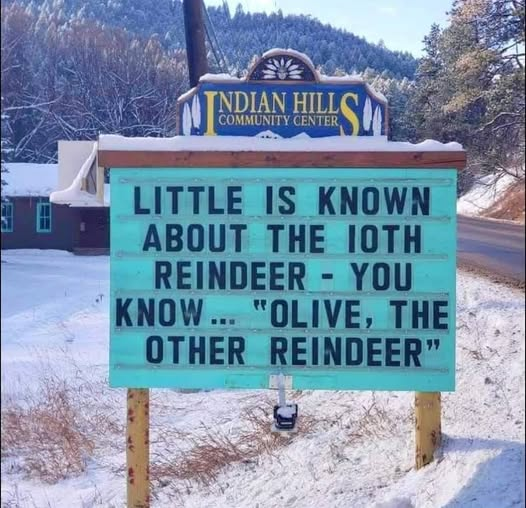 INDIAN HILLS
COMMUNITY CENTER
LITTLE IS KNOWN
ABOUT THE 10TH
REINDEER - YOU
KNOW... "OLIVE, THE
OTHER REINDEER"